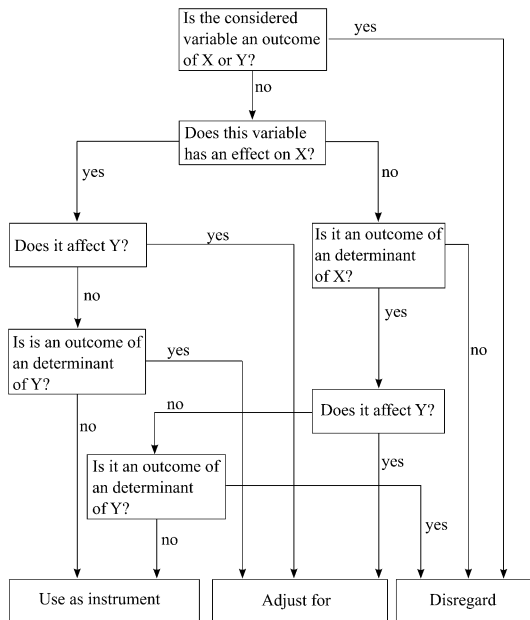 Is the considered
variable an outcome
of X or Y?
yes
no
Does this variable
has an effect on X?
yes
no
Does it affect Y?
yes
Is it an outcome of
an determinant
of X?
no
yes
no
Is is an outcome of
an determinant
of Y?
yes
no
Does it affect Y?
no
yes
Is it an outcome of
an determinant
of Y?
yes
no
Use as instrument
Adjust for
Disregard